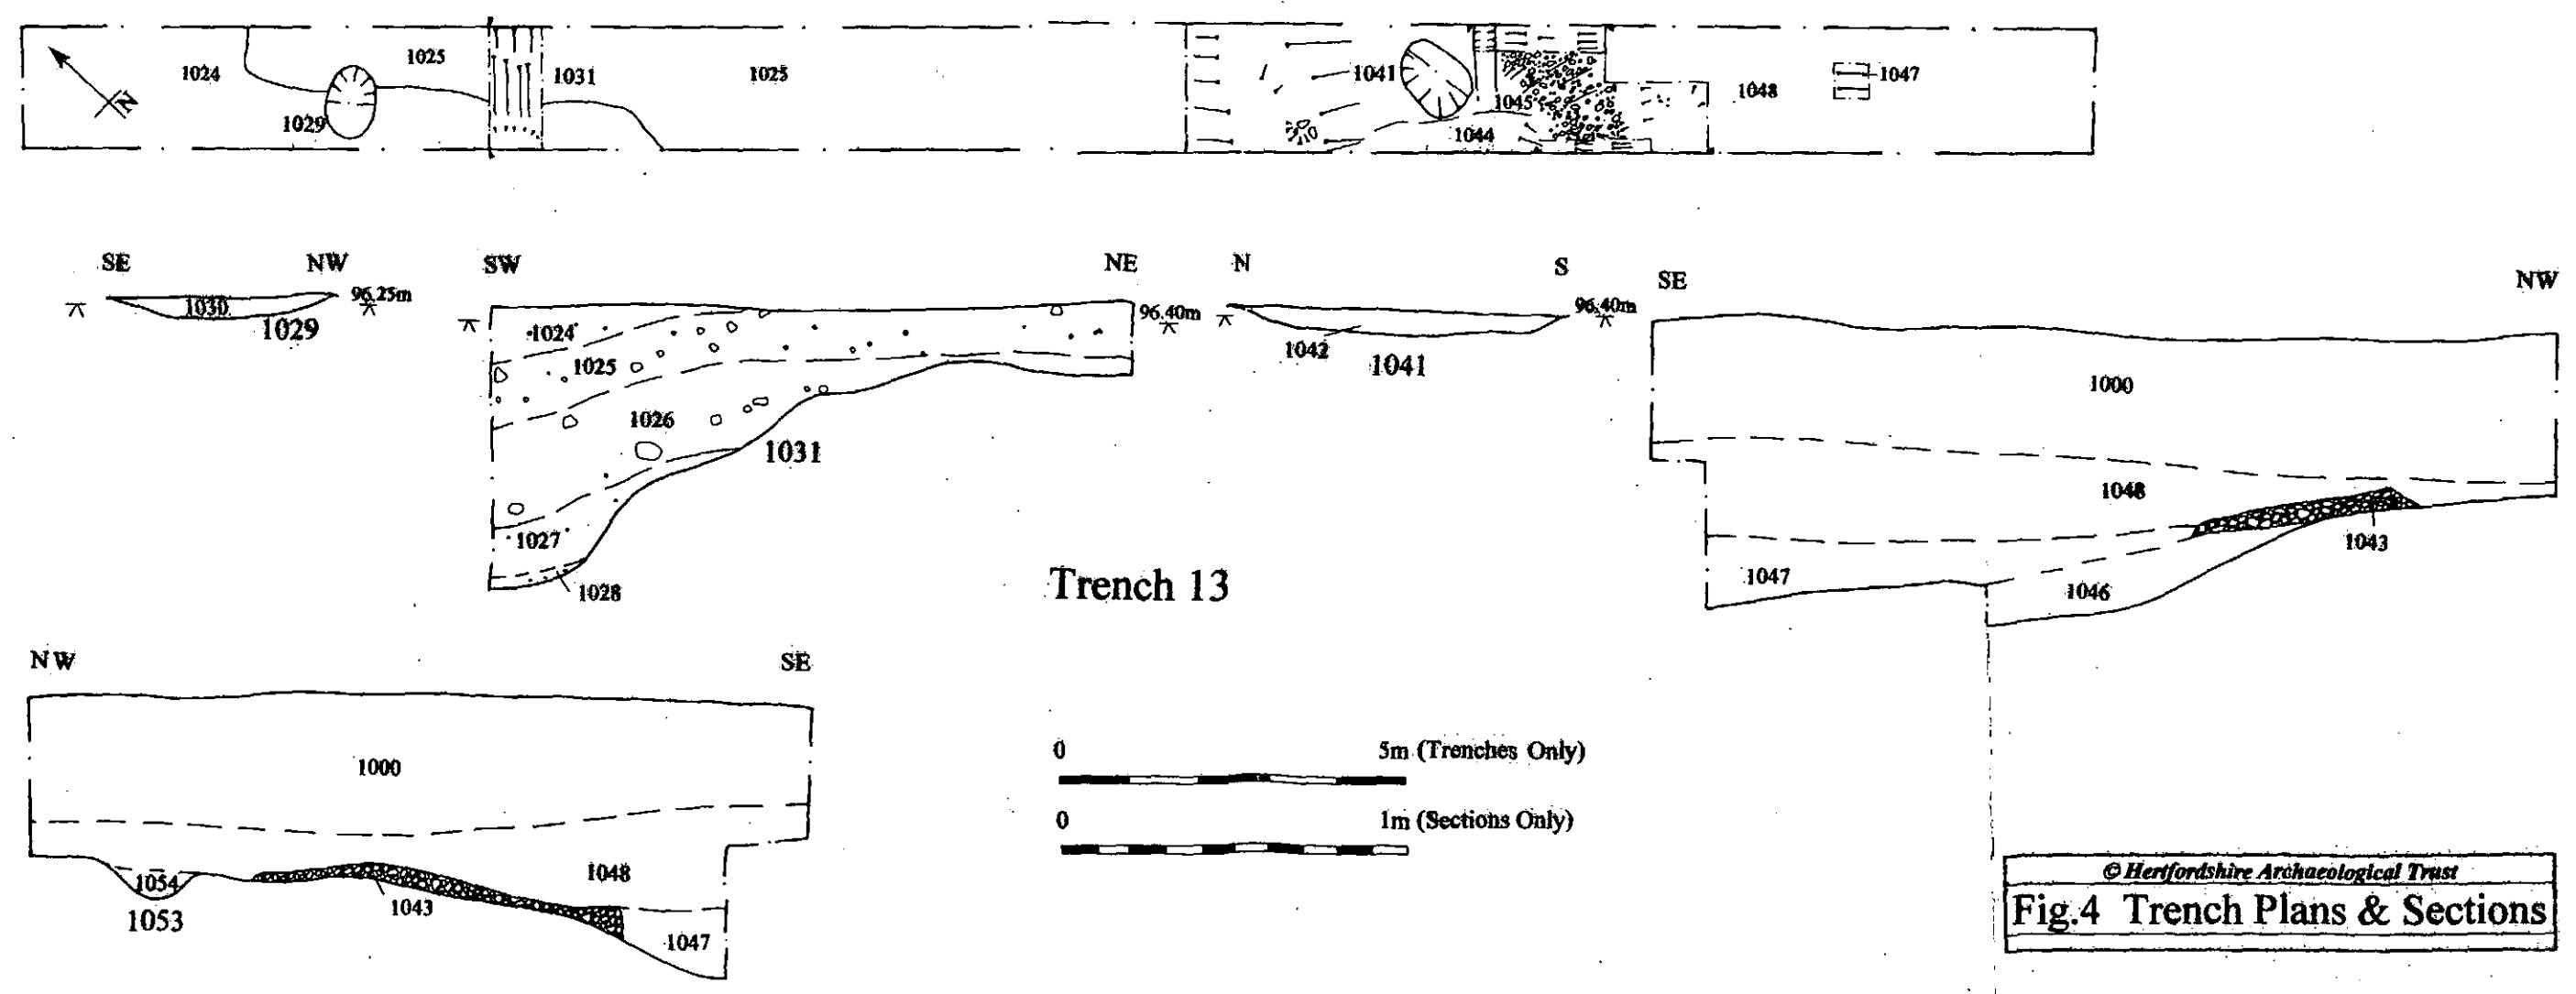 1024
1025
1029
1031
1025
1041
1045
1044
1048
1047
N
SE NW
96.25m
1030
1029
SW NE
96.40m
1024
1025
1026
1031
1027
1028
N S
96.40m
1042
1041
SE NW
1000
1048
1043
1047
1046
Trench 13
NW SE
1000
1054
1053
1043
1048
1047
0 5m (Trenches Only)
0 1m (Sections Only)
© Hertfordshire Archaeological Trust
Fig.4 Trench Plans & Sections